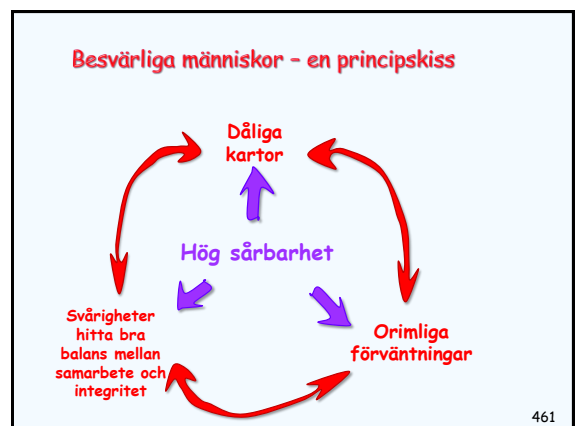 Besvärliga människor – en principskiss
Dåliga
kartor
Hög sårbarhet
Svårigheter
hitta bra
balans mellan
samarbete och
integritet
Orimliga
förväntningar
461